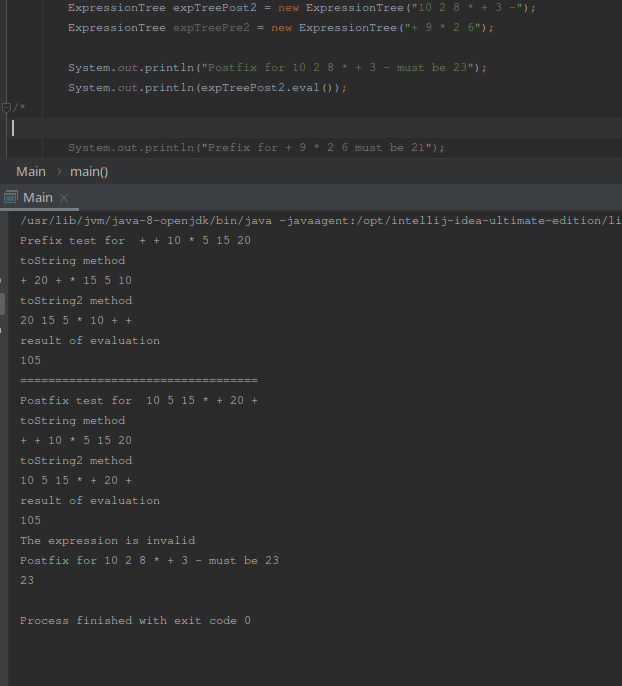 ExpressionTree expTreePost2 = new ExpressionTree("10 2 8 * + 3 -");
ExpressionTree expTreePre2 = new ExpressionTree("+ 9 * 2 6");
System.out.println("Postfix for 10 2 8 * + 3 - must be 23");
System.out.println(expTreePost2.eval());
/*
System.out.println("Prefix for + 9 * 2 6 must be 21");
Main > main()
Main ×
/usr/lib/jvm/java-8-openjdk/bin/java -javaagent:/opt/intellij-idea-ultimate-edition/li
Prefix test for  + + 10 * 5 15 20
toString method
+ 20 + * 15 5 10
toString2 method
20 15 5 * 10 + +
result of evaluation
105
==================================
Postfix test for  10 5 15 * + 20 +
toString method
+ + 10 * 5 15 20
toString2 method
10 5 15 * + 20 +
result of evaluation
105
The expression is invalid
Postfix for 10 2 8 * + 3 - must be 23
23
Process finished with exit code 0